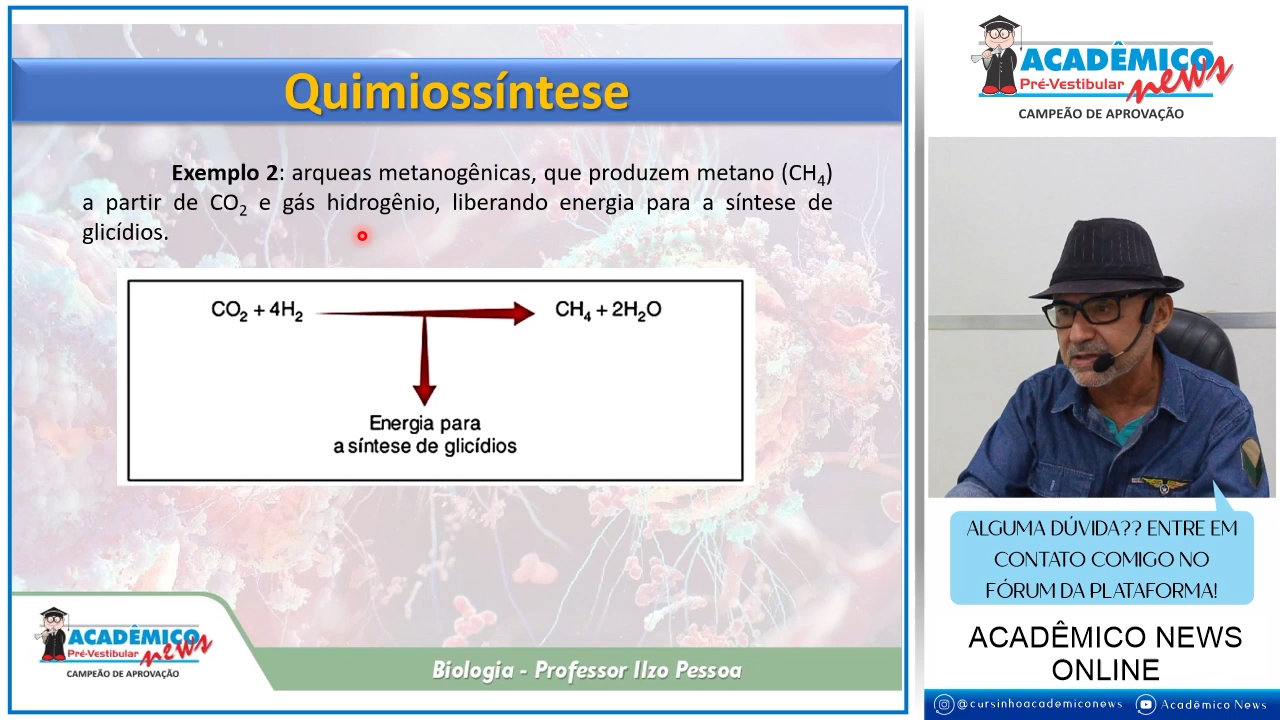 Quimiossíntese
Exemplo 2: arqueas metanogênicas, que produzem metano (CH₄)
a partir de CO₂ e gás hidrogênio, liberando energia para a síntese de
glicídios.
CO₂ + 4H₂
CH₄ + 2H₂O
Energia para
a síntese de glicídios
ACADÊMICO
Pré-Vestibular news
CAMPEÃO DE APROVAÇÃO
Biologia - Professor Ilzo Pessoa
ACADÊMICO
Pré-Vestibular news
CAMPEÃO DE APROVAÇÃO
ALGUMA DÚVIDA?? ENTRE EM
CONTATO COMIGO NO
FÓRUM DA PLATAFORMA!
ACADÊMICO NEWS
ONLINE
@cursinhoacademiconews Acadêmico News